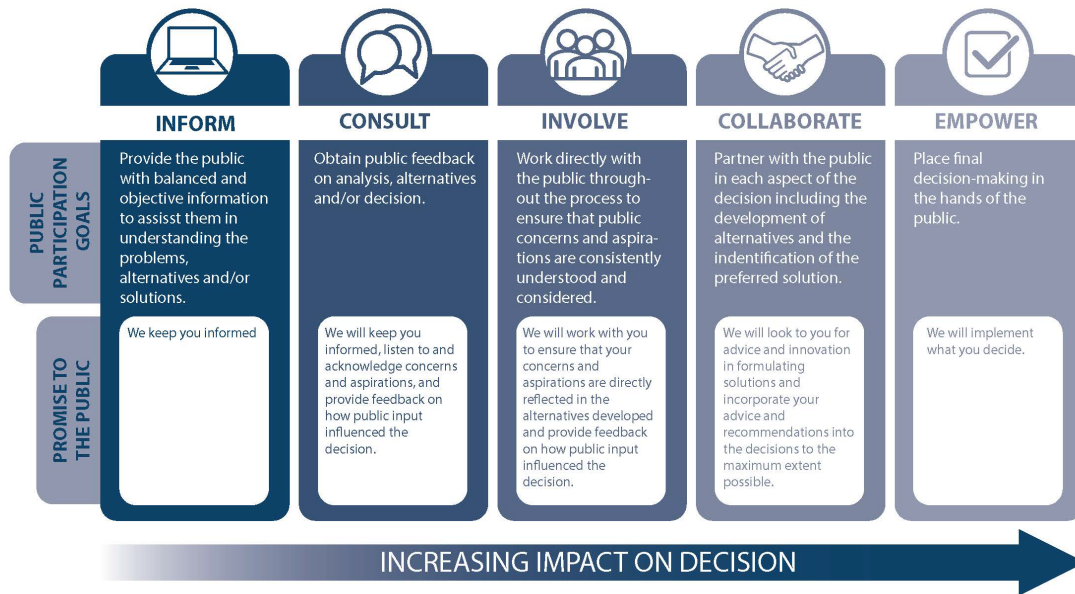 INFORM
CONSULT
INVOLVE
COLLABORATE
EMPOWER
PUBLIC
PARTICIPATION
GOALS
Provide the public
with balanced and
objective information
to assisst them in
understanding the
problems,
alternatives and/or
solutions.
Obtain public feedback
on analysis, alternatives
and/or decision.
Work directly with
the public through-
out the process to
ensure that public
concerns and aspira-
tions are consistently
understood and
considered.
Partner with the public
in each aspect of the
decision including the
development of
alternatives and the
indentification of the
preferred solution.
Place final
decision-making in
the hands of the
public.
PROMISE TO
THE PUBLIC
We keep you informed
We will keep you
informed, listen to and
acknowledge concerns
and aspirations, and
provide feedback on
how public input
influenced the
decision.
We will work with you
to ensure that your
concerns and
aspirations are directly
reflected in the
alternatives developed
and provide feedback
on how public input
influenced the
decision.
We will look to you for
advice and innovation
in formulating
solutions and
incorporate your
advice and
recommendations into
the decisions to the
maximum extent
possible.
We will implement
what you decide.
INCREASING IMPACT ON DECISION